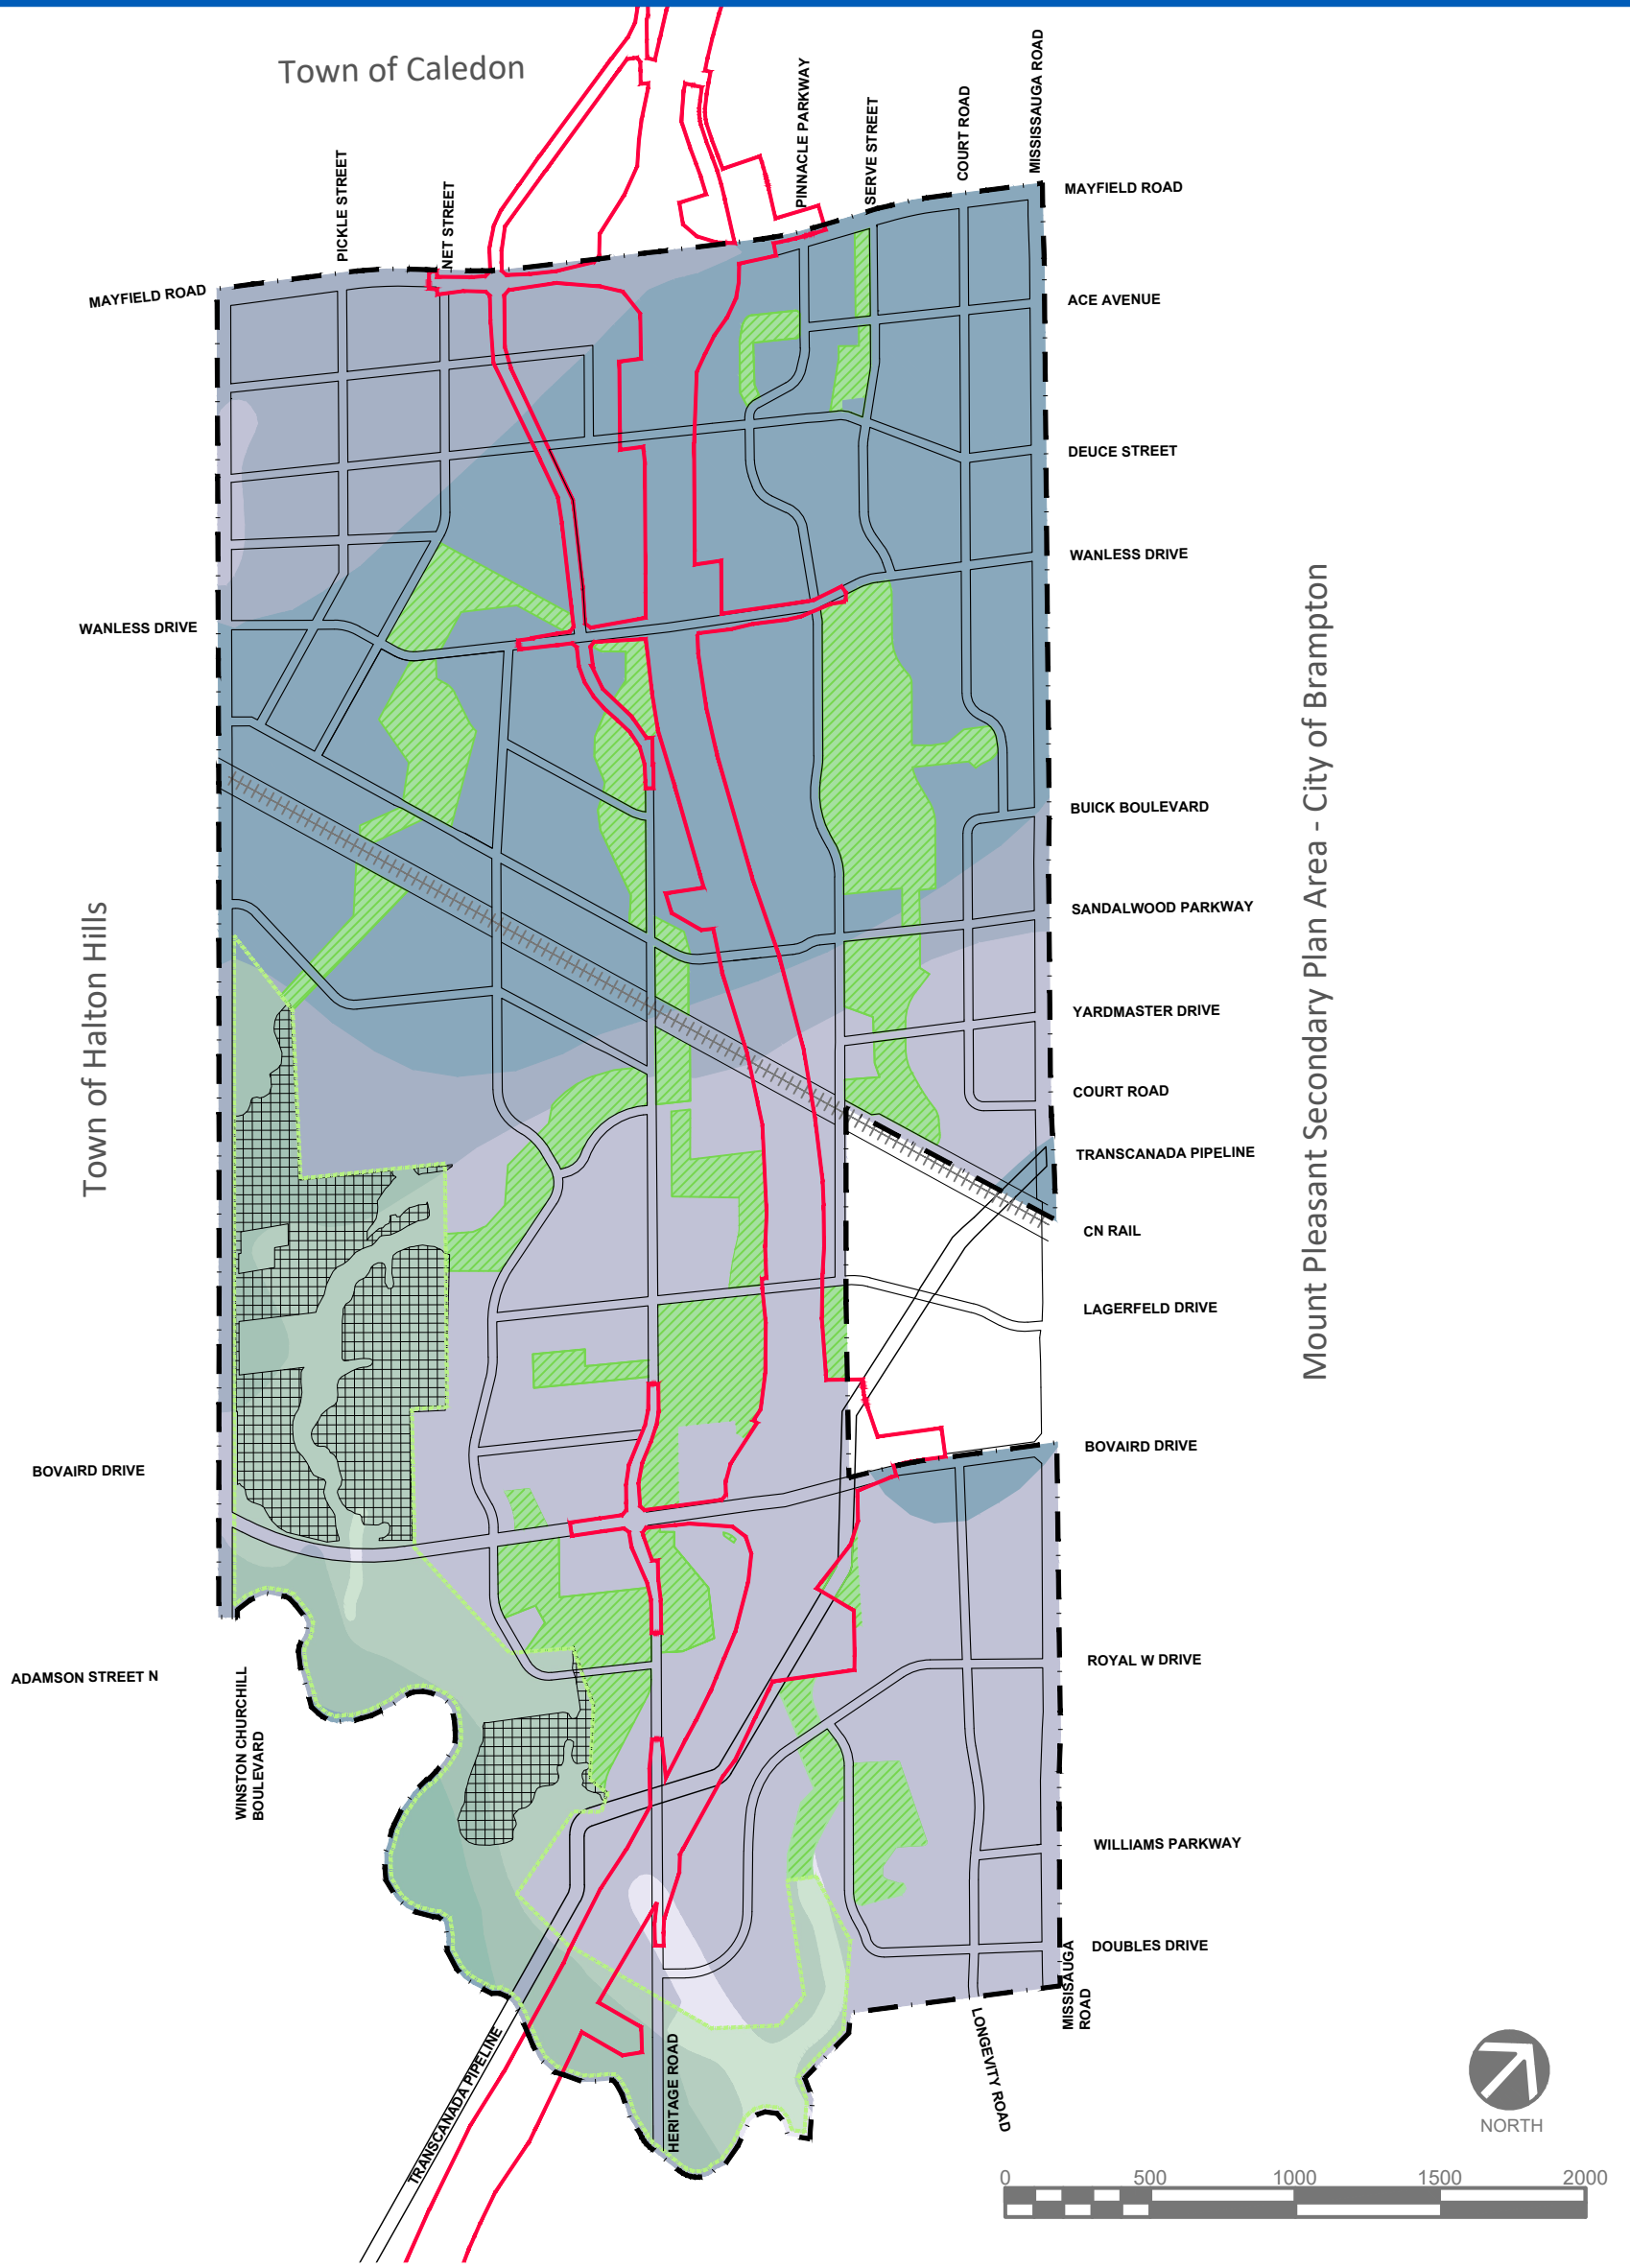 Town of Caledon
PICKLE STREET
NET STREET
PINNACLE PARKWAY
SERVE STREET
COURT ROAD
MISSISSAUGA ROAD
MAYFIELD ROAD
MAYFIELD ROAD
ACE AVENUE
DEUCE STREET
WANLESS DRIVE
WANLESS DRIVE
BUICK BOULEVARD
SANDALWOOD PARKWAY
YARDMASTER DRIVE
COURT ROAD
TRANSCANADA PIPELINE
CN RAIL
LAGERFELD DRIVE
BOVAIRD DRIVE
BOVAIRD DRIVE
Town of Halton Hills
Mount Pleasant Secondary Plan Area - City of Brampton
ROYAL W DRIVE
ADAMSON STREET N
WINSTON CHURCHILL
BOULEVARD
WILLIAMS PARKWAY
DOUBLES DRIVE
MISSISSAUGA
ROAD
LONGEVITY ROAD
HERITAGE ROAD
TRANSCANADA PIPELINE
NORTH
0 500 1000 1500 2000